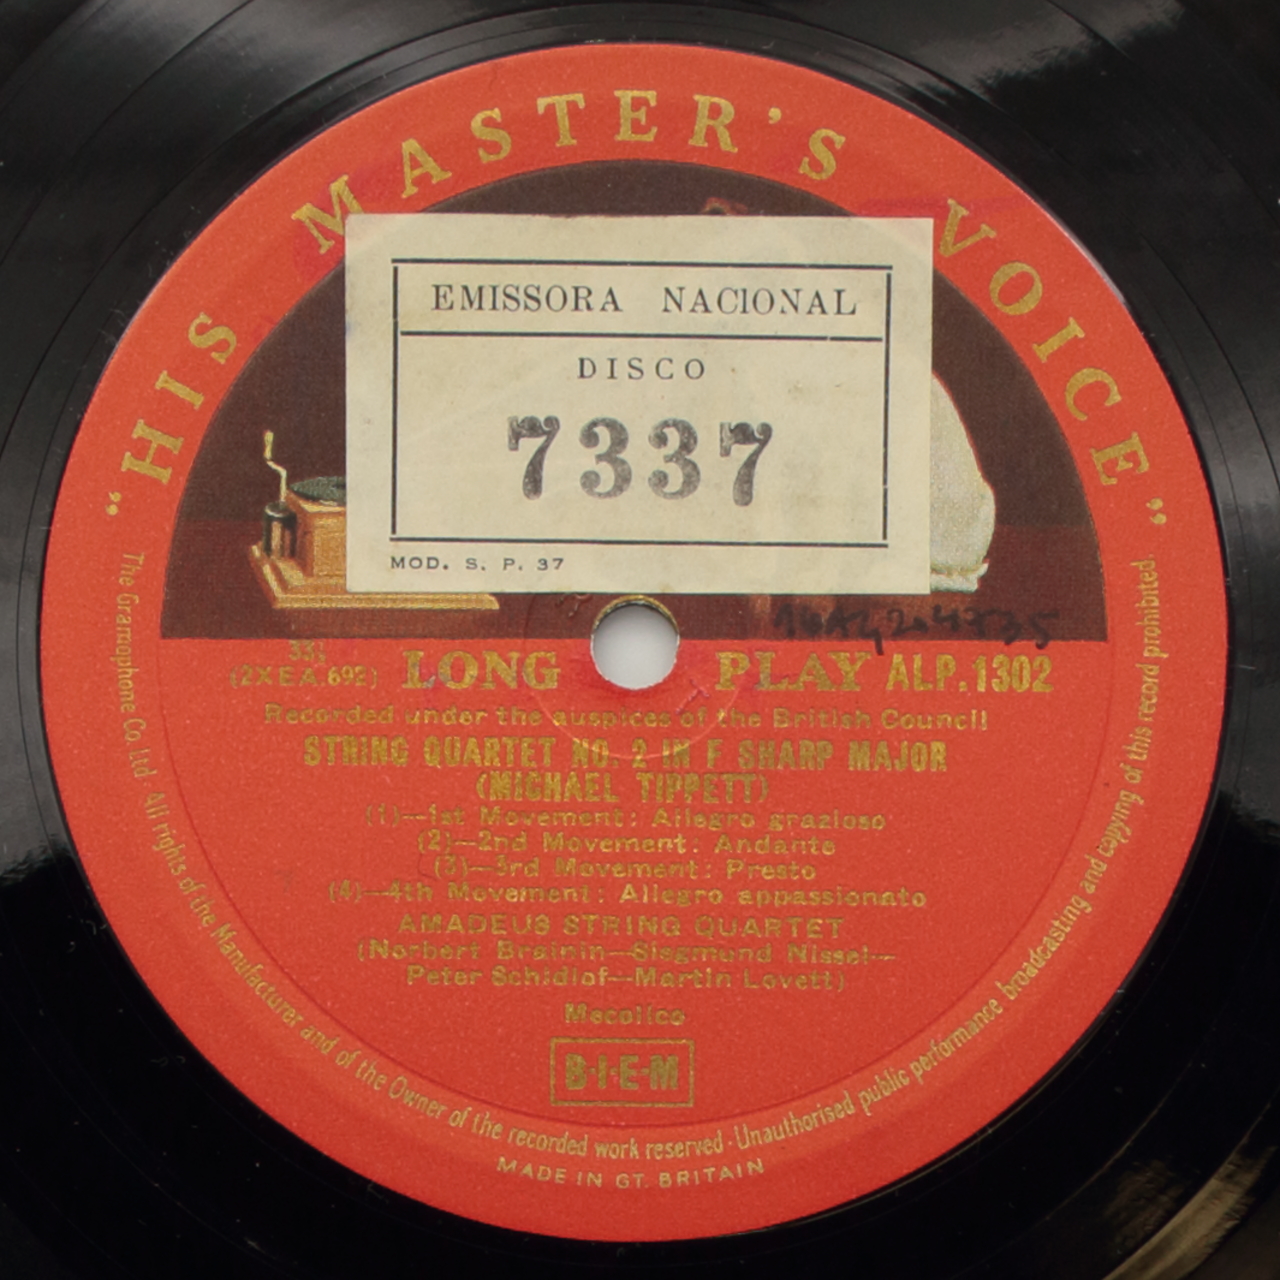 "HIS MASTER'S VOICE"
EMISSORA NACIONAL
DISCO
7337
MOD. S. P. 37
33⅓
(2XEA.692) LONG PLAY ALP.1302
Recorded under the auspices of the British Council
STRING QUARTET NO. 2 IN F SHARP MAJOR
(MICHAEL TIPPETT)
(1)—1st Movement: Allegro grazioso
(2)—2nd Movement: Andante
(3)—3rd Movement: Presto
(4)—4th Movement: Allegro appassionato
AMADEUS STRING QUARTET
(Norbert Brainin—Siegmund Nissel—
Peter Schidlof—Martin Lovett)
Mecolico
B·I·E·M
The Gramophone Co. Ltd. All rights of the Manufacturer and of the Owner of the recorded work reserved · Unauthorised public performance broadcasting and copying of this record prohibited.
MADE IN GT. BRITAIN